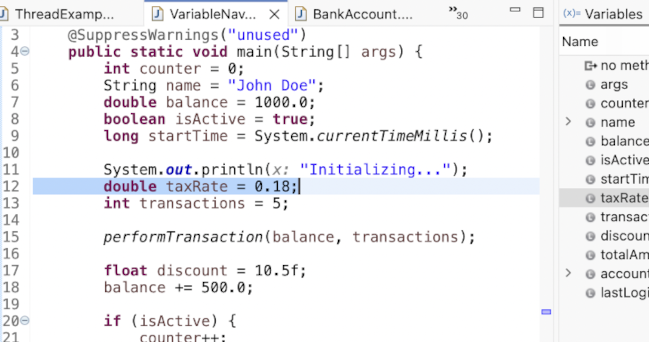 ThreadExamp... VariableNav... BankAccount.... »30 (x)= Variables
Name
3 @SuppressWarnings("unused")
4 public static void main(String[] args) {
5 int counter = 0;
6 String name = "John Doe";
7 double balance = 1000.0;
8 boolean isActive = true;
9 long startTime = System.currentTimeMillis();
10
11 System.out.println(x: "Initializing...");
12 double taxRate = 0.18;
13 int transactions = 5;
14
15 performTransaction(balance, transactions);
16
17 float discount = 10.5f;
18 balance += 500.0;
19
20 if (isActive) {
21 counter++;
no meth
args
counter
name
balance
isActive
startTim
taxRate
transac
discoun
totalAm
account
lastLogi